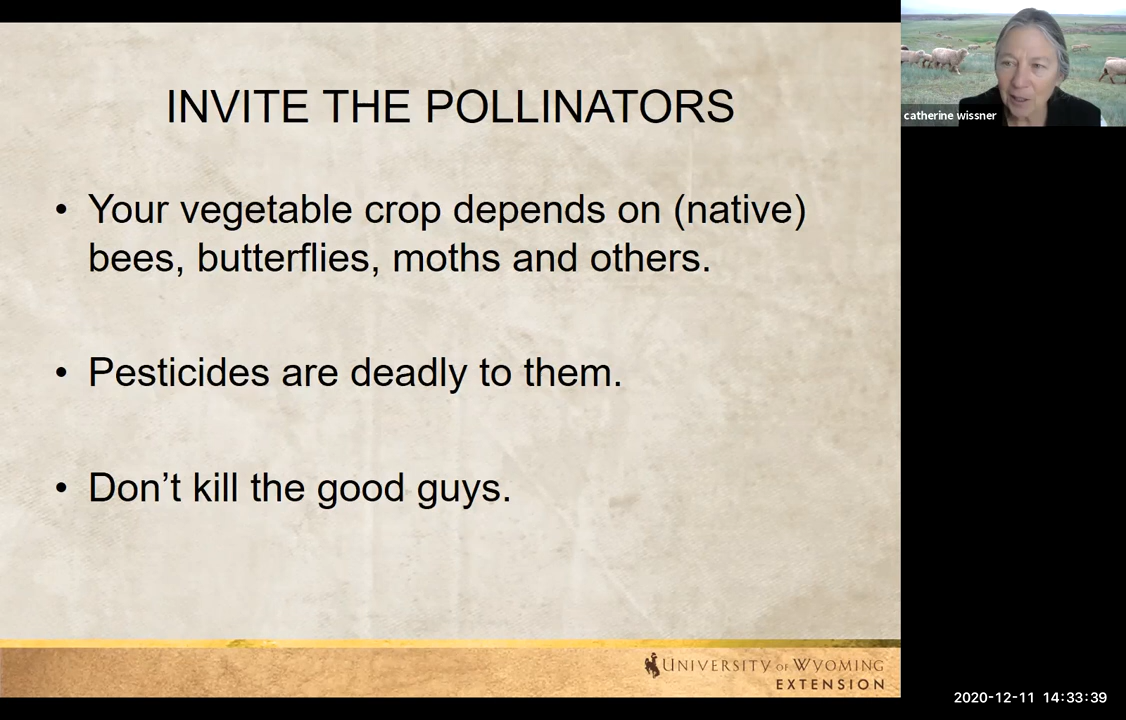 INVITE THE POLLINATORS
• Your vegetable crop depends on (native)
bees, butterflies, moths and others.
• Pesticides are deadly to them.
• Don’t kill the good guys.
UNIVERSITY OF WYOMING
EXTENSION
catherine wissner
2020-12-11 14:33:39